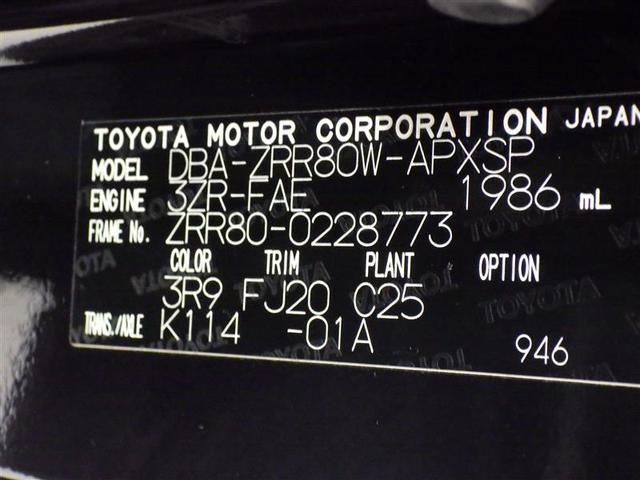 TOYOTA MOTOR CORPORATION JAPAN
MODEL DBA-ZRR80W-APXSP
ENGINE 3ZR-FAE 1986 mL
FRAME No. ZRR80-0228773
COLOR TRIM PLANT OPTION
3R9 FJ20 C25
TRANS./AXLE K114 -01A
946